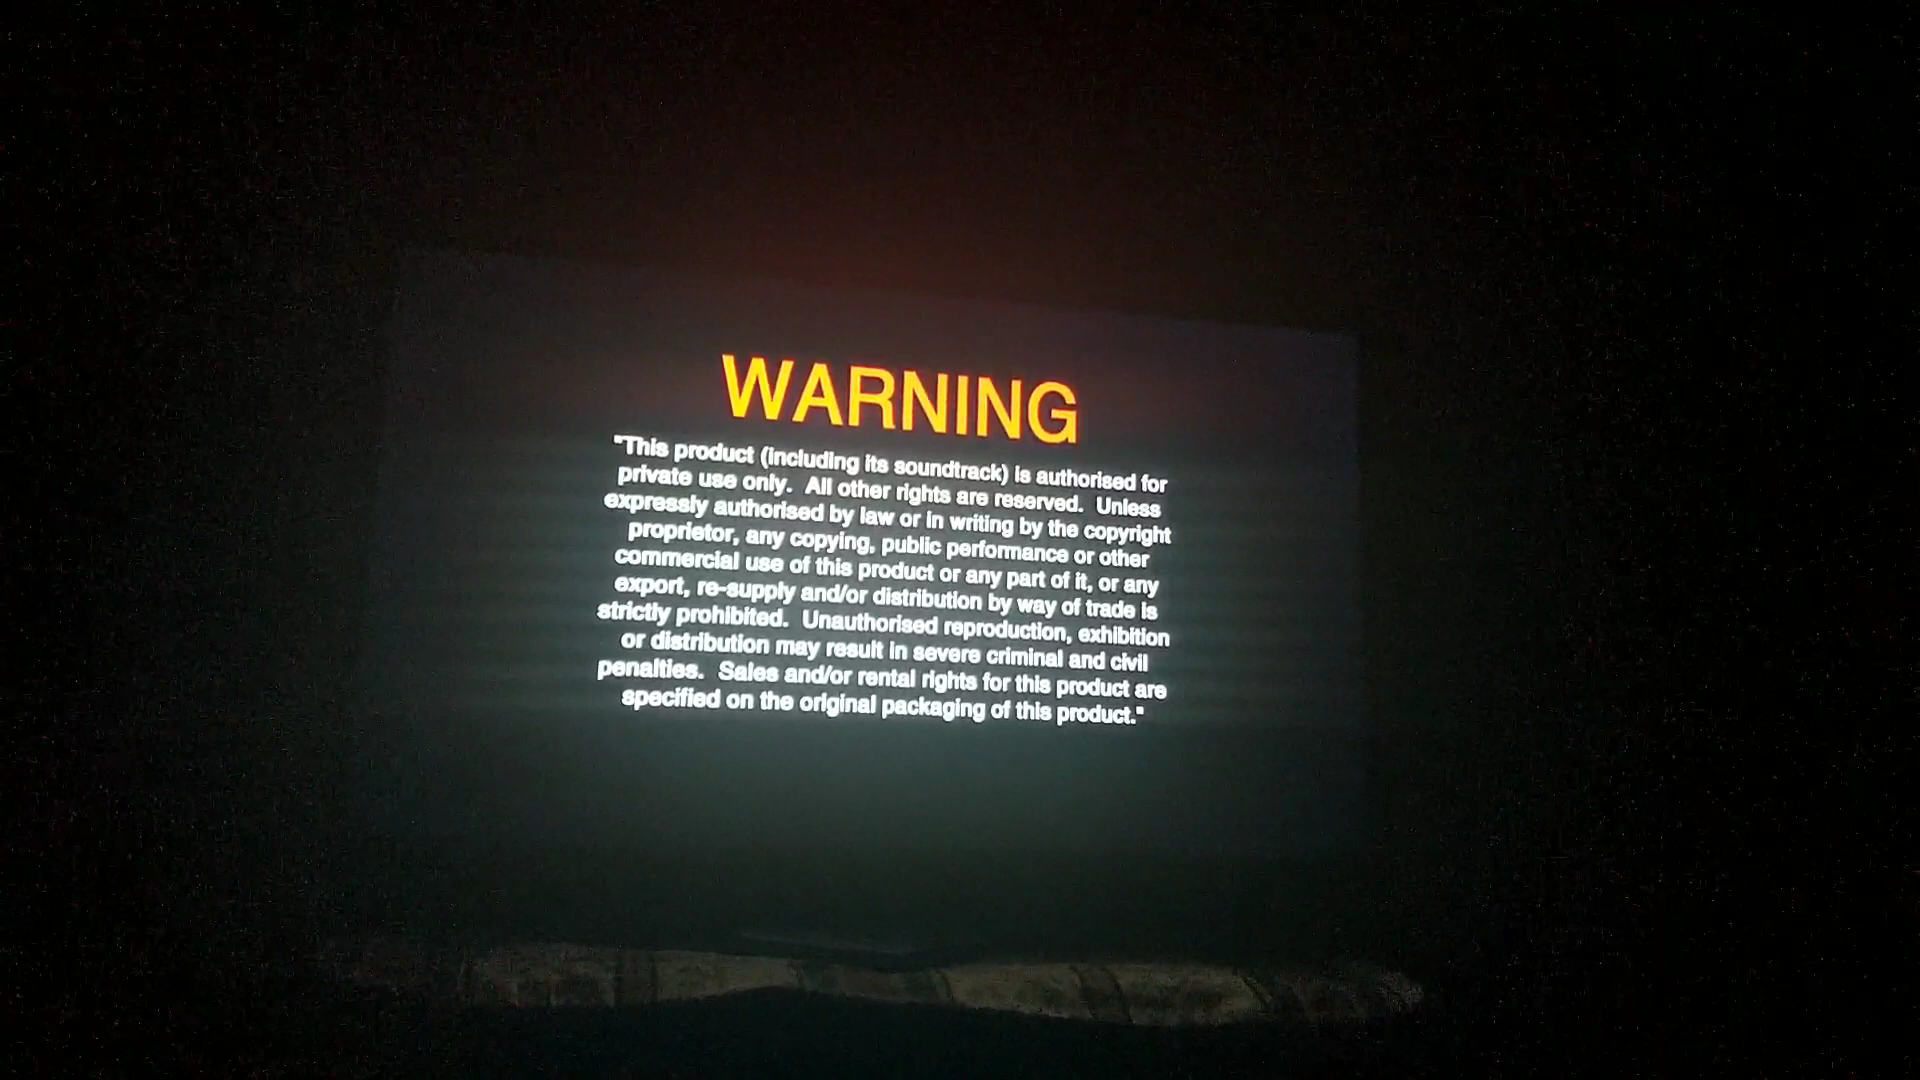 WARNING
"This product (including its soundtrack) is authorised for
private use only.  All other rights are reserved.  Unless
expressly authorised by law or in writing by the copyright
proprietor, any copying, public performance or other
commercial use of this product or any part of it, or any
export, re-supply and/or distribution by way of trade is
strictly prohibited.  Unauthorised reproduction, exhibition
or distribution may result in severe criminal and civil
penalties.  Sales and/or rental rights for this product are
specified on the original packaging of this product."